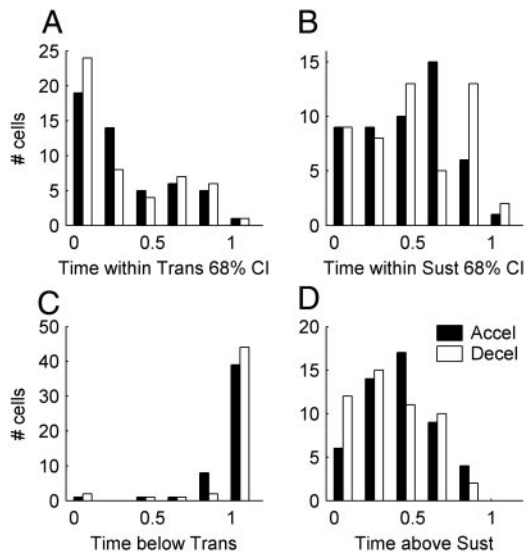 A
25
20
15
10
5
0
# cells
0 0.5 1
Time within Trans 68% CI
B
15
10
5
0
0 0.5 1
Time within Sust 68% CI
C
50
40
30
20
10
0
# cells
0 0.5 1
Time below Trans
D
20
15
10
5
0
Accel
Decel
0 0.5 1
Time above Sust